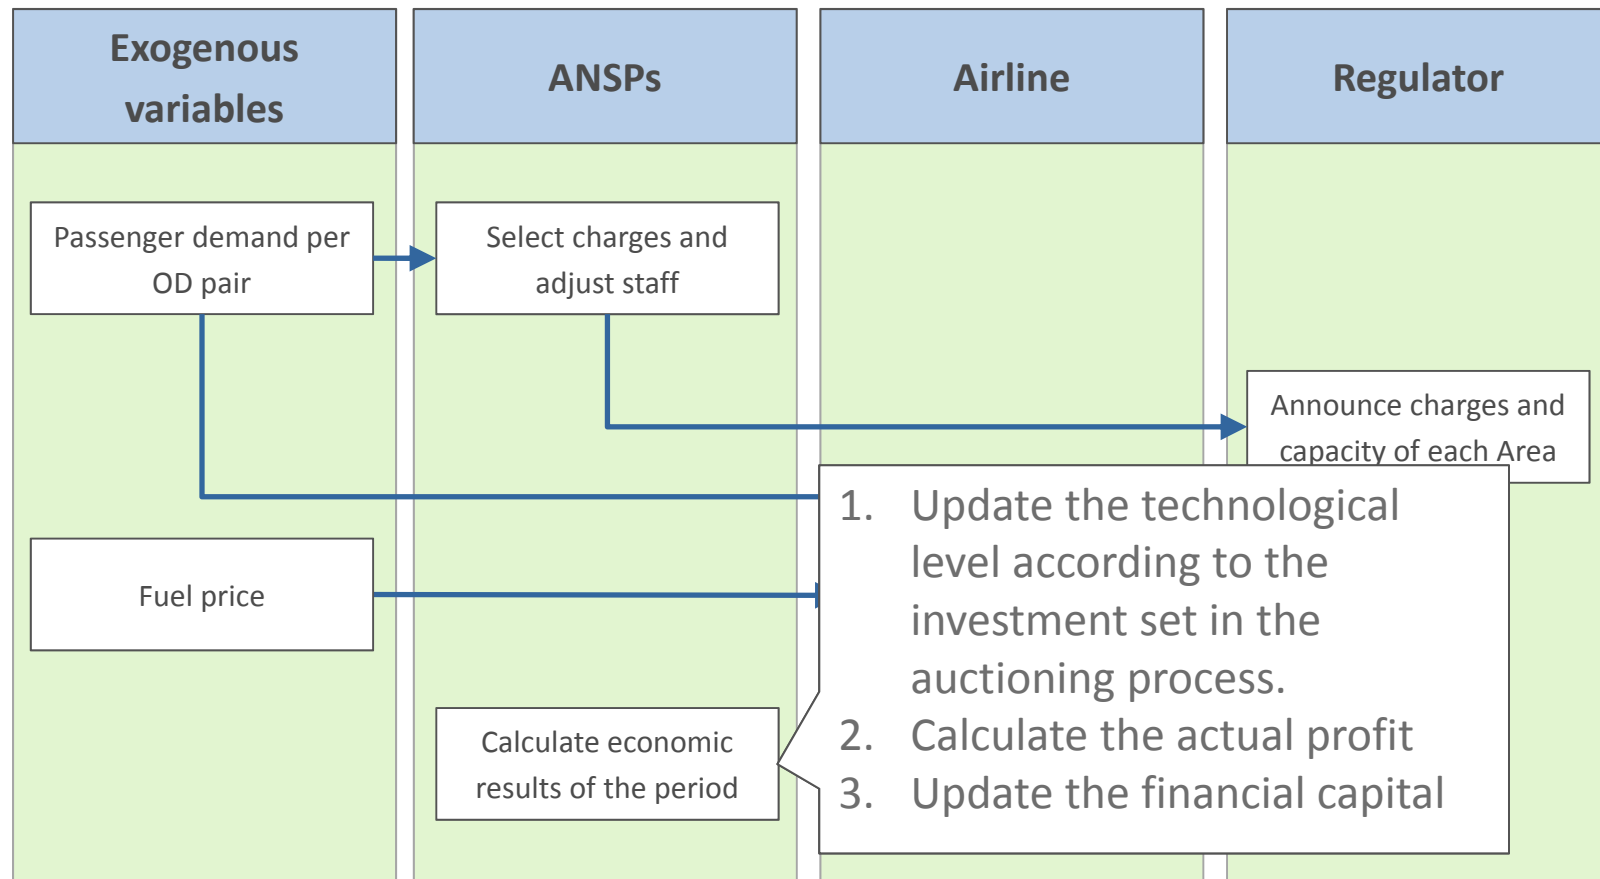 Exogenous
variables
ANSPs
Airline
Regulator
Passenger demand per
OD pair
Select charges and
adjust staff
Announce charges and
capacity of each Area
Fuel price
Calculate economic
results of the period
1. Update the technological
level according to the
investment set in the
auctioning process.
2. Calculate the actual profit
3. Update the financial capital